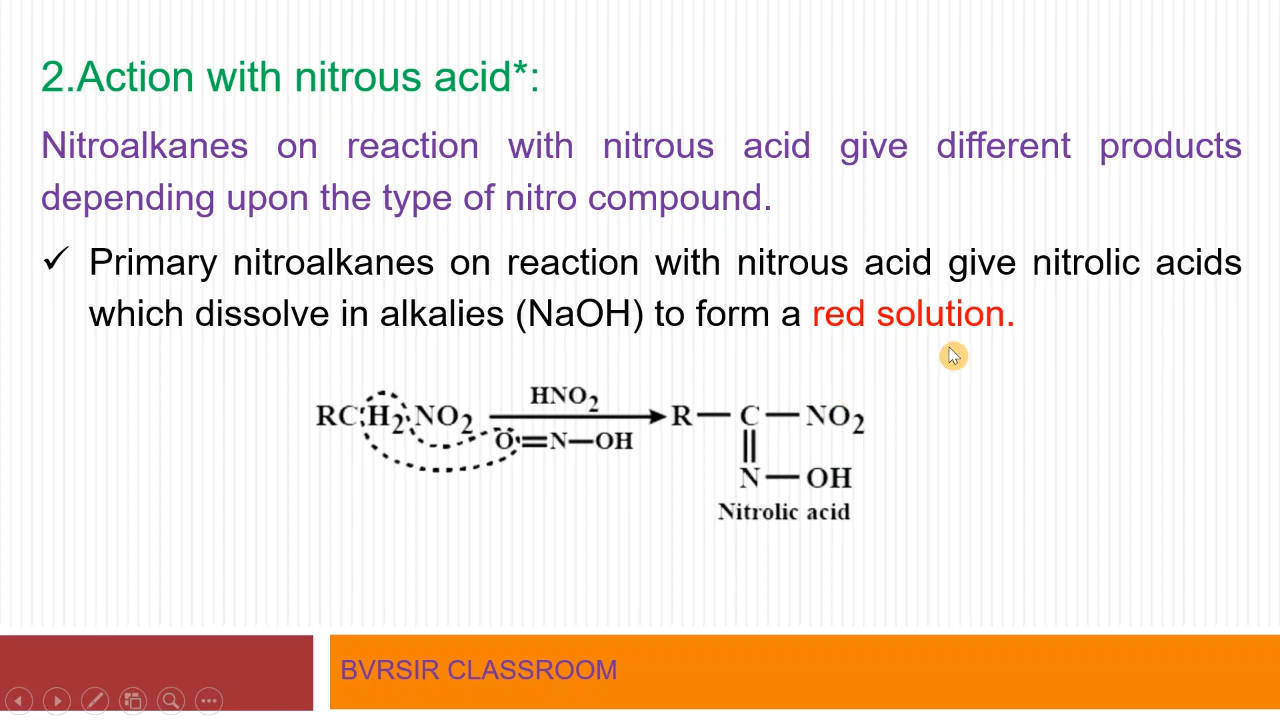 2.Action with nitrous acid*:
Nitroalkanes on reaction with nitrous acid give different products
depending upon the type of nitro compound.
✓ Primary nitroalkanes on reaction with nitrous acid give nitrolic acids
which dissolve in alkalies (NaOH) to form a red solution.
HNO₂
RCH₂NO₂ R—C—NO₂
O=N—OH
||
N—OH
Nitrolic acid
BVRSIR CLASSROOM